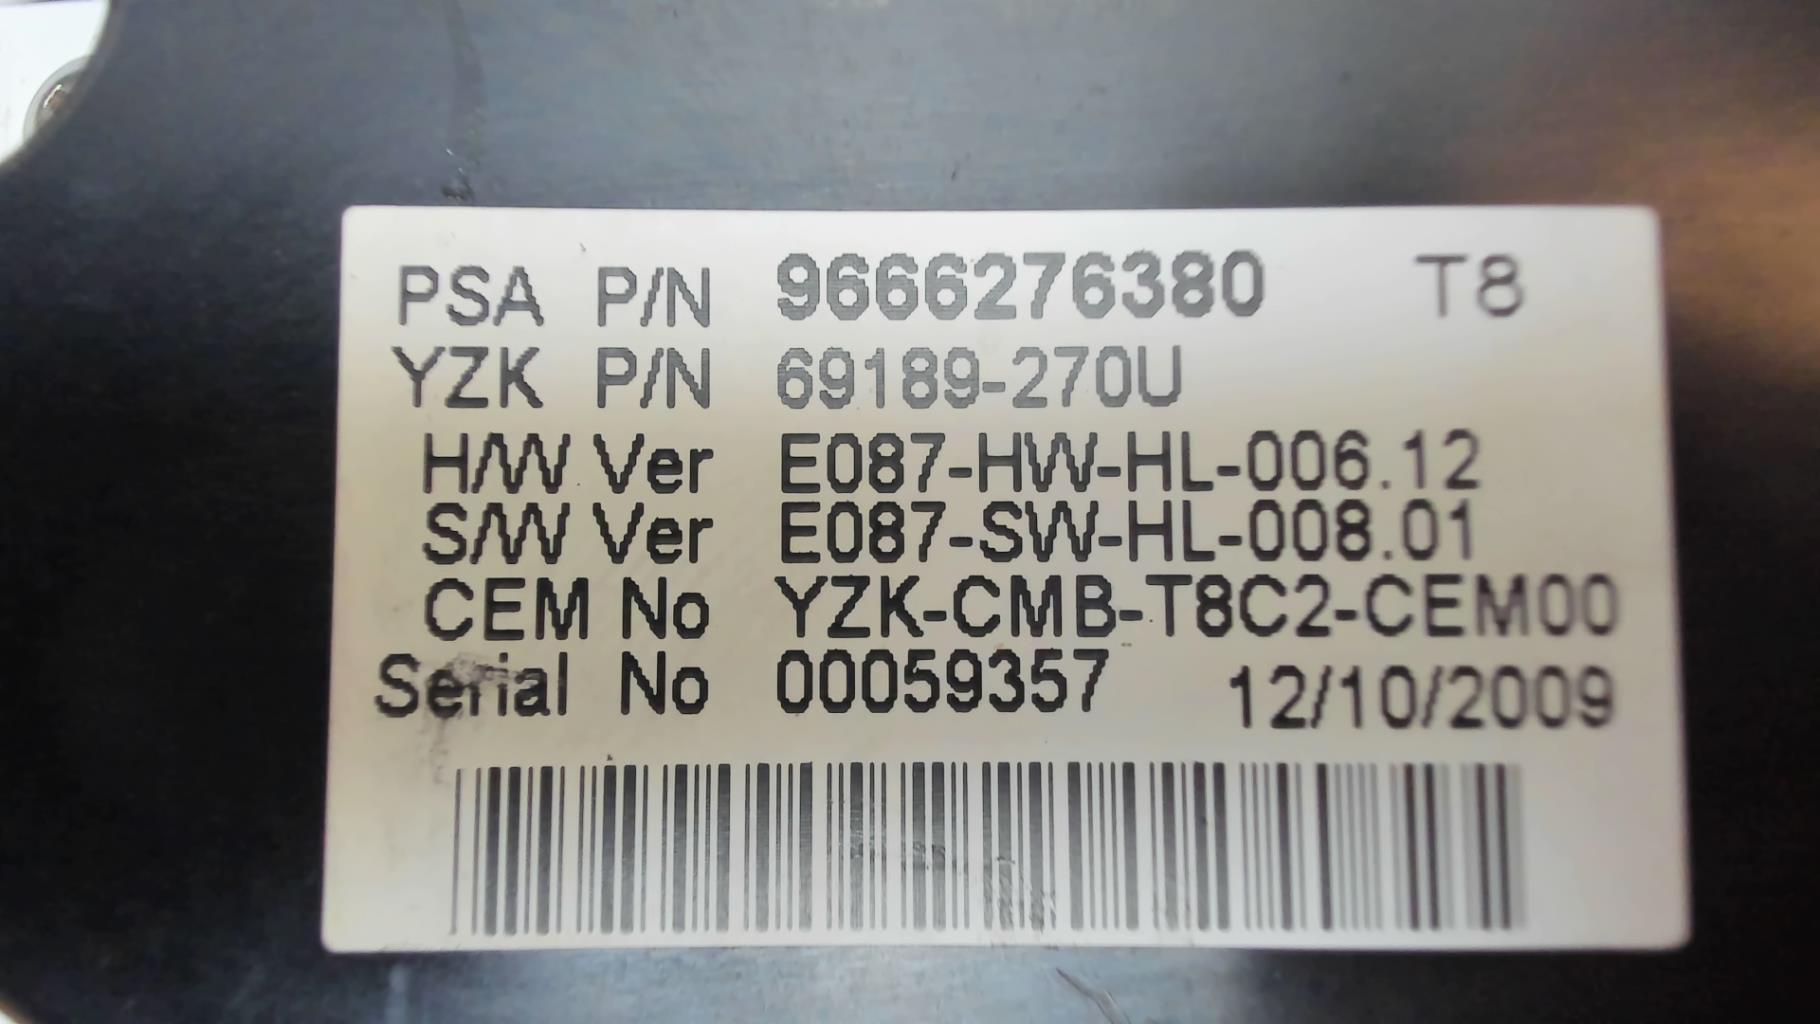 PSA P/N 9666276380 T8
YZK P/N 69189-270U
H/W Ver E087-HW-HL-006.12
S/W Ver E087-SW-HL-008.01
CEM No YZK-CMB-T8C2-CEM00
Serial No 00059357 12/10/2009